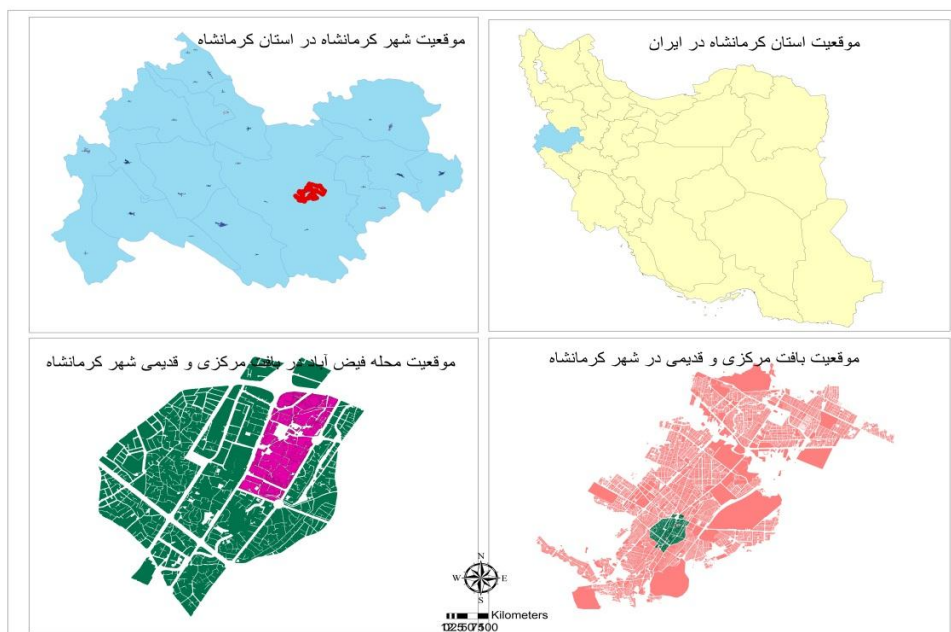 موقعیت استان کرمانشاه در ایران
موقعیت شهر کرمانشاه در استان کرمانشاه
موقعیت بافت مرکزی و قدیمی در شهر کرمانشاه
موقعیت محله فیض آباد در بافت مرکزی و قدیمی شهر کرمانشاه
N
W E
S
Kilometers